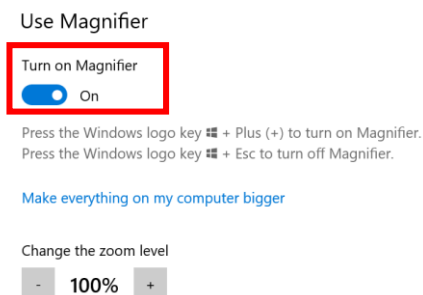 Use Magnifier
Turn on Magnifier
On
Press the Windows logo key + Plus (+) to turn on Magnifier.
Press the Windows logo key + Esc to turn off Magnifier.
Make everything on my computer bigger
Change the zoom level
- 100% +